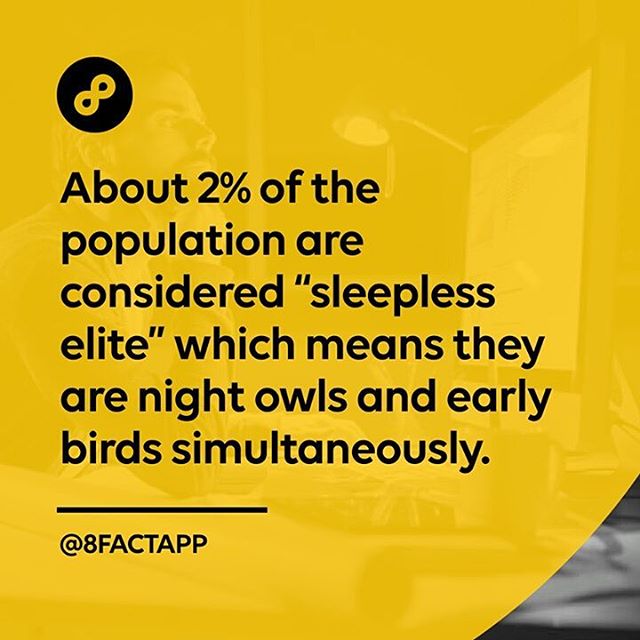 About 2% of the
population are
considered “sleepless
elite” which means they
are night owls and early
birds simultaneously.
@8FACTAPP